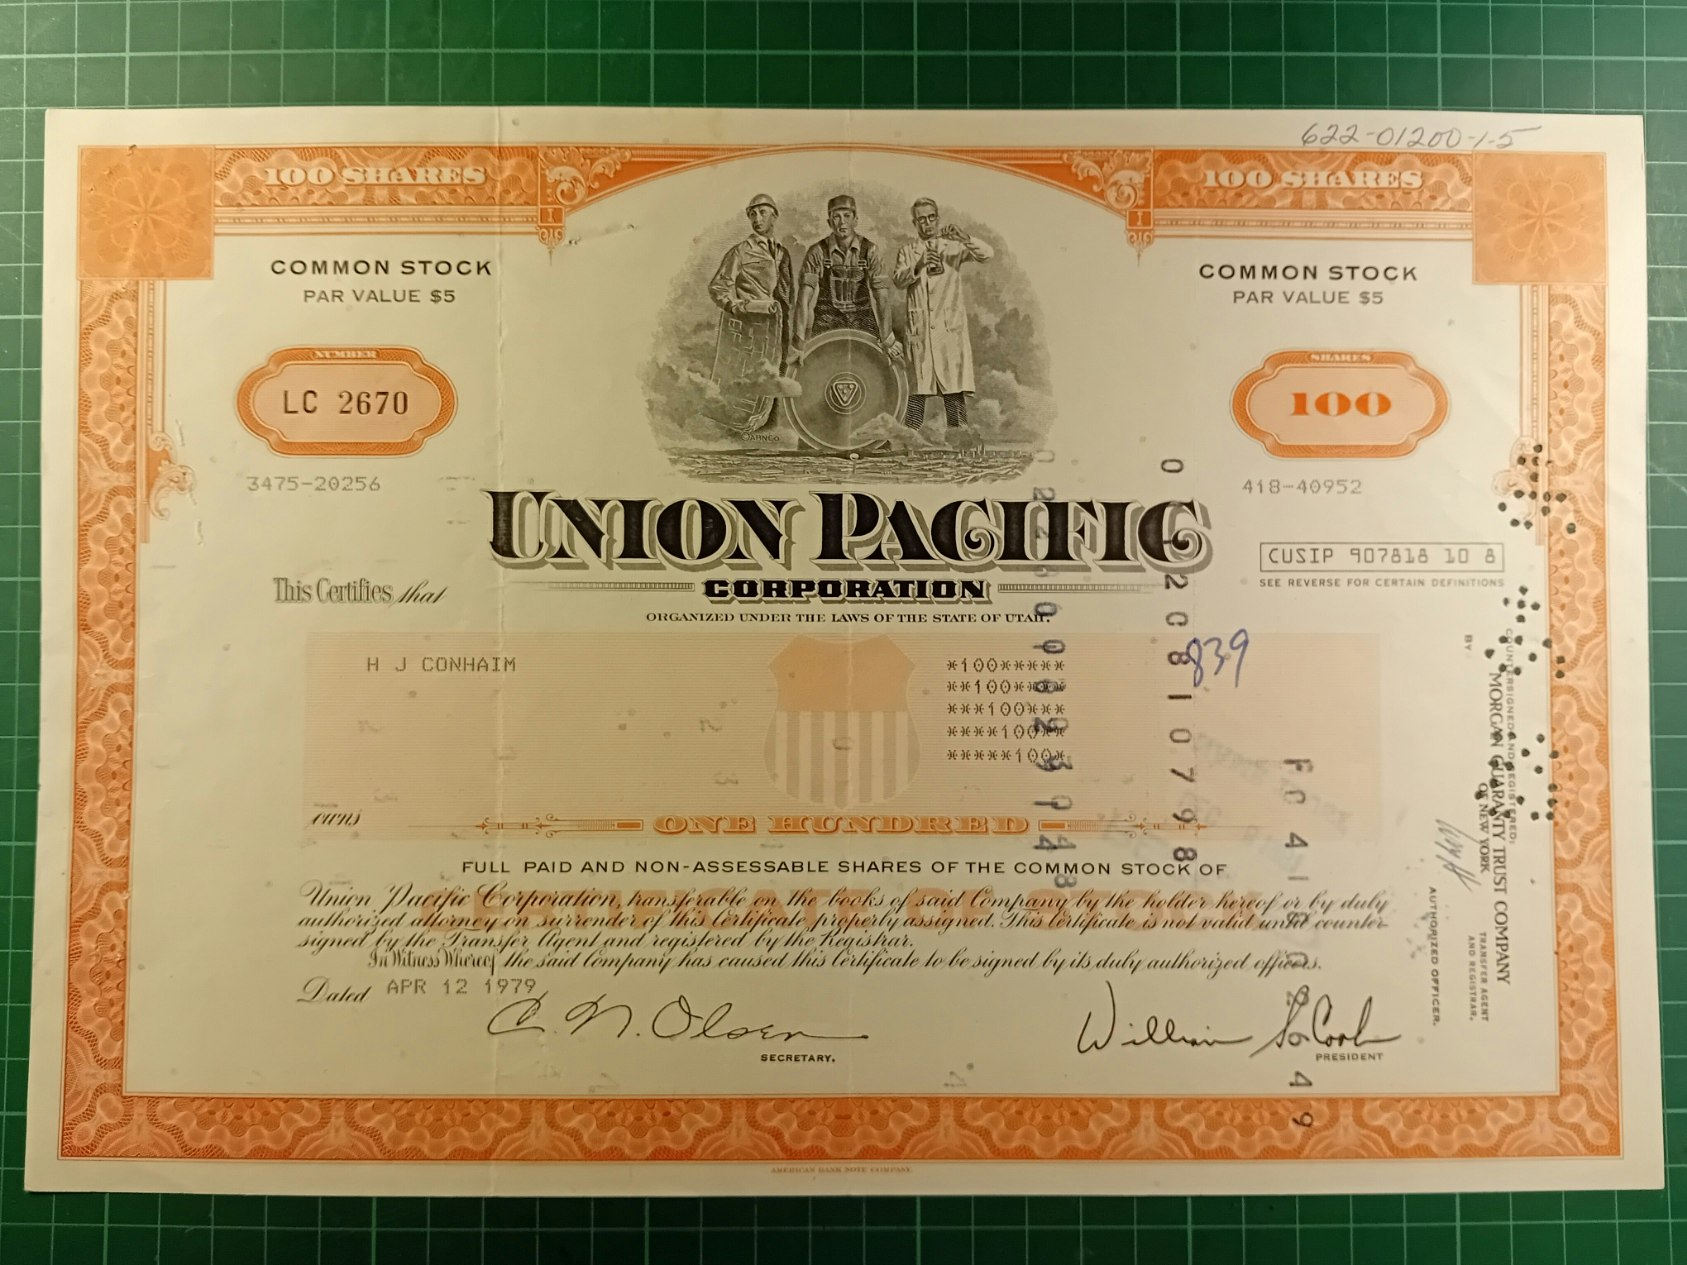 622-01200-1-5
100 SHARES
100 SHARES
COMMON STOCK
PAR VALUE $5
COMMON STOCK
PAR VALUE $5
NUMBER
LC 2670
SHARES
100
3475-20256
418-40952
UNION PACIFIC
CORPORATION
ORGANIZED UNDER THE LAWS OF THE STATE OF UTAH.
CUSIP 907818 10 8
SEE REVERSE FOR CERTAIN DEFINITIONS
This Certifies that
H J CONHAIM
*100*****
**100****
***100***
****100**
*****100*
839
owns
ONE HUNDRED
FULL PAID AND NON-ASSESSABLE SHARES OF THE COMMON STOCK OF
Union Pacific Corporation, transferable on the books of said Company by the holder hereof or by duly
authorized attorney on surrender of this Certificate properly assigned. This Certificate is not valid until counter-
signed by the Transfer Agent and registered by the Registrar.
In Witness Whereof the said Company has caused this Certificate to be signed by its duly authorized officers.
Dated APR 12 1979
C. N. Olsen
SECRETARY.
William S. Cook
PRESIDENT
COUNTERSIGNED AND REGISTERED:
MORGAN GUARANTY TRUST COMPANY
OF NEW YORK
TRANSFER AGENT
AND REGISTRAR.
BY
AUTHORIZED OFFICER.
AMERICAN BANK NOTE COMPANY.